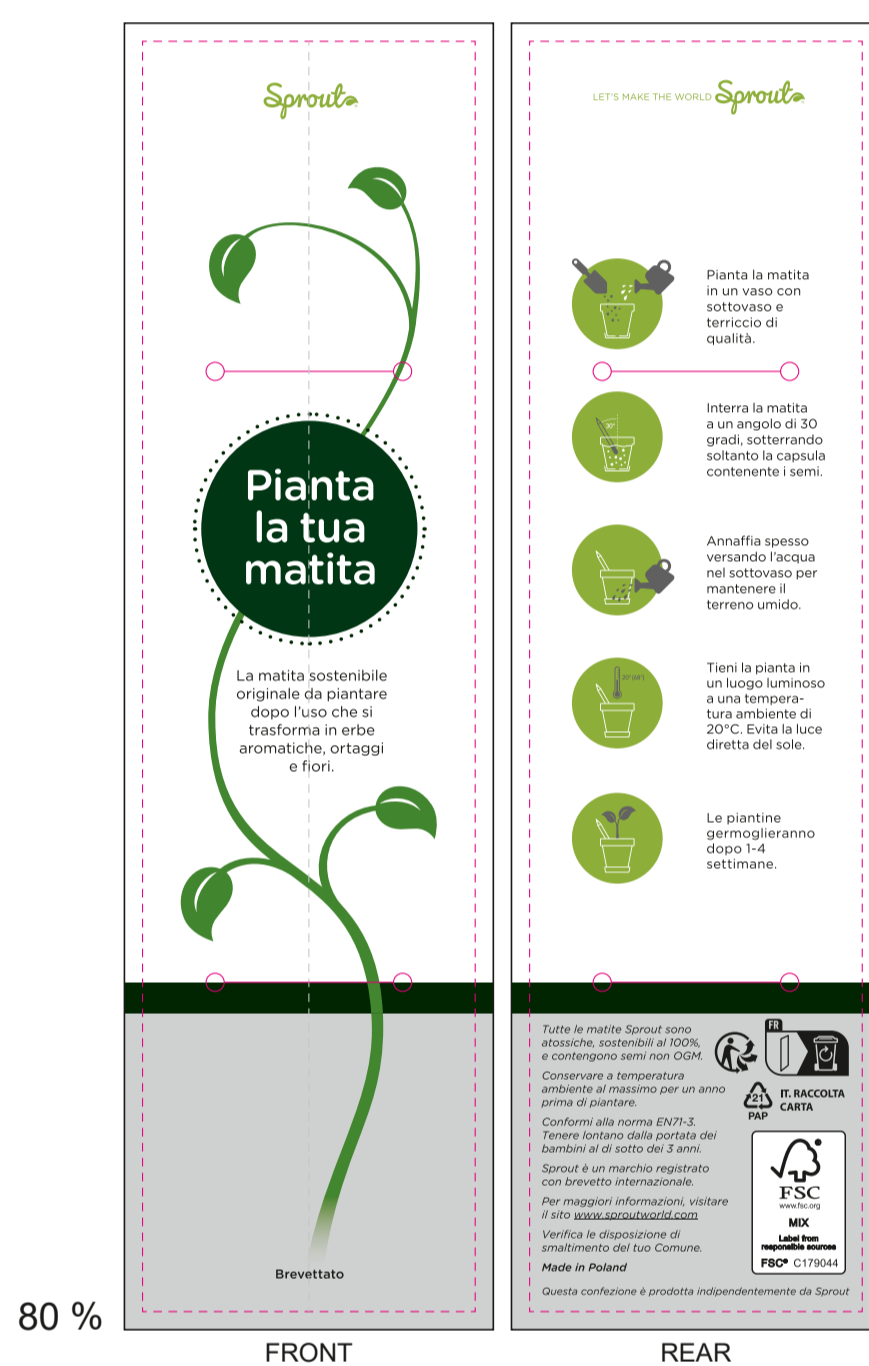 Sprout
Pianta
la tua
matita
La matita sostenibile
originale da piantare
dopo l'uso che si
trasforma in erbe
aromatiche, ortaggi
e fiori.
Brevettato
80 %
FRONT
LET'S MAKE THE WORLD Sprout
Pianta la matita
in un vaso con
sottovaso e
terriccio di
qualità.
30°
Interra la matita
a un angolo di 30
gradi, sotterrando
soltanto la capsula
contenente i semi.
Annaffia spesso
versando l'acqua
nel sottovaso per
mantenere il
terreno umido.
20° (68°)
Tieni la pianta in
un luogo luminoso
a una tempera-
tura ambiente di
20°C. Evita la luce
diretta del sole.
Le piantine
germoglieranno
dopo 1-4
settimane.
Tutte le matite Sprout sono
atossiche, sostenibili al 100%,
e contengono semi non OGM.
Conservare a temperatura
ambiente al massimo per un anno
prima di piantare.
Conformi alla norma EN71-3.
Tenere lontano dalla portata dei
bambini al di sotto dei 3 anni.
Sprout è un marchio registrato
con brevetto internazionale.
Per maggiori informazioni, visitare
il sito www.sproutworld.com
Verifica le disposizione di
smaltimento del tuo Comune.
Made in Poland
Questa confezione è prodotta indipendentemente da Sprout
FR
21
PAP
IT. RACCOLTA
CARTA
FSC
www.fsc.org
MIX
Label from
responsible sources
FSC® C179044
REAR